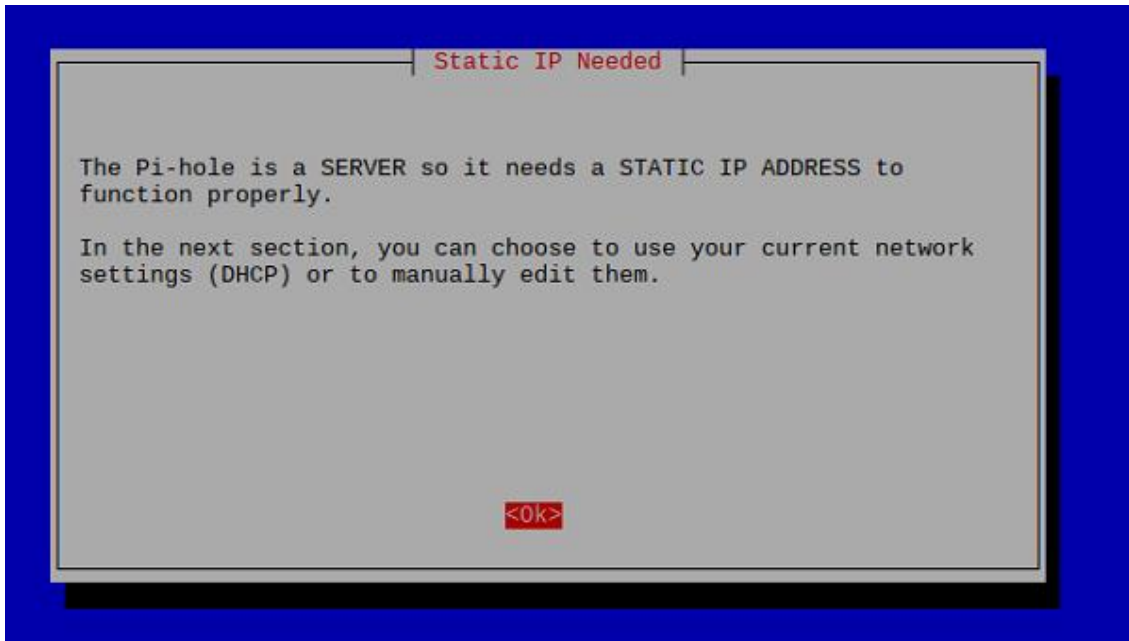 Static IP Needed
The Pi-hole is a SERVER so it needs a STATIC IP ADDRESS to
function properly.
In the next section, you can choose to use your current network
settings (DHCP) or to manually edit them.
<Ok>